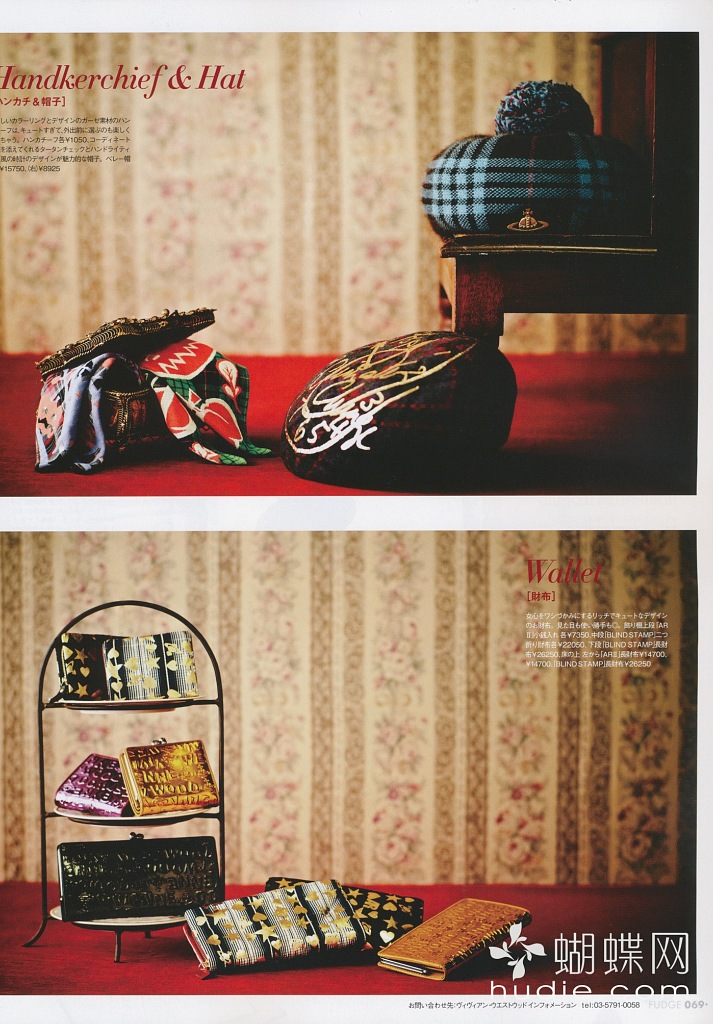 Handkerchief & Hat
ハンカチ&帽子]
しいカラーリングとデザインのガーゼ素材のハン
ーフは、キュートすぎて、外出前に選ぶのも楽しく
ちゃう。ハンカチーフ各¥1050、コーディネート
を添えてくれるタータンチェックとハンドライティ
風の時計のデザインが魅力的な帽子。ベレー帽
¥15750、(右)¥8925
Wallet
[財布]
女心をワシづかみにするリッチでキュートなデザイン
のお財布。見た目も使い勝手も◎。飾り棚上段「AR
Ⅱ」小銭入れ 各¥7350、中段「BLIND STAMP」二つ
折り財布各¥22050、下段「BLIND STAMP」長財
布¥26250、床の上 左から「ARⅡ」長財布¥14700、
¥14700、「BLIND STAMP」長財布¥26250
蝴蝶网
hudie.com
お問い合わせ先:ヴィヴィアン・ウエストウッド インフォメーション tel:03-5791-0058 FUDGE 069